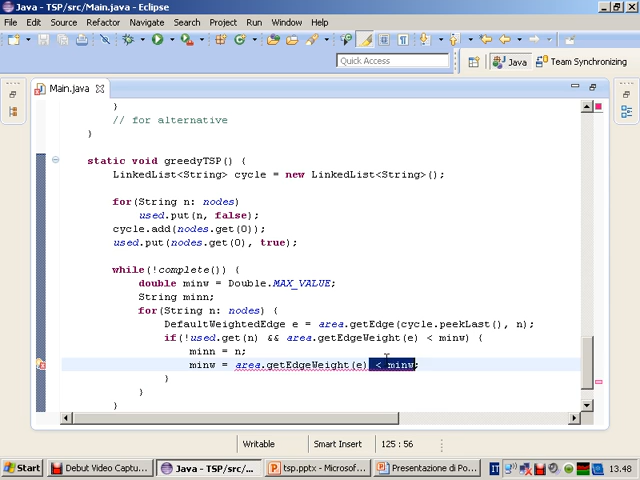 Java - TSP/src/Main.java - Eclipse
File Edit Source Refactor Navigate Search Project Run Window Help
Quick Access
Java
Team Synchronizing
Main.java
}
// for alternative
}
static void greedyTSP() {
LinkedList<String> cycle = new LinkedList<String>();
for(String n: nodes)
used.put(n, false);
cycle.add(nodes.get(0));
used.put(nodes.get(0), true);
while(!complete()) {
double minw = Double.MAX_VALUE;
String minn;
for(String n: nodes) {
DefaultWeightedEdge e = area.getEdge(cycle.peekLast(), n);
if(!used.get(n) && area.getEdgeWeight(e) < minw) {
minn = n;
minw = area.getEdgeWeight(e) < minw;
}
}
}
Writable Smart Insert 125 : 56
Start Debut Video Captu... Java - TSP/src/... tsp.pptx - Microsof... Presentazione di Po... IT 13.48